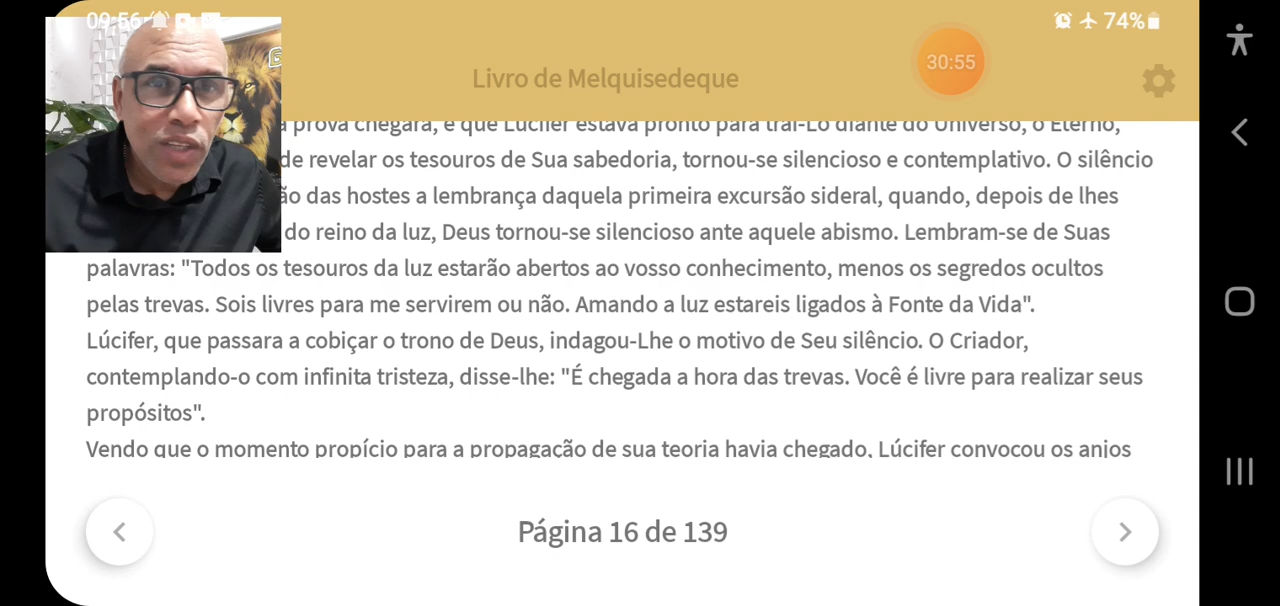 09:56
74%
30:55
Livro de Melquisedeque
a prova chegara, e que Lúcifer estava pronto para traí-Lo diante do Universo, o Eterno,
de revelar os tesouros de Sua sabedoria, tornou-se silencioso e contemplativo. O silêncio
ão das hostes a lembrança daquela primeira excursão sideral, quando, depois de lhes
do reino da luz, Deus tornou-se silencioso ante aquele abismo. Lembram-se de Suas
palavras: "Todos os tesouros da luz estarão abertos ao vosso conhecimento, menos os segredos ocultos
pelas trevas. Sois livres para me servirem ou não. Amando a luz estareis ligados à Fonte da Vida".
Lúcifer, que passara a cobiçar o trono de Deus, indagou-Lhe o motivo de Seu silêncio. O Criador,
contemplando-o com infinita tristeza, disse-lhe: "É chegada a hora das trevas. Você é livre para realizar seus
propósitos".
Vendo que o momento propício para a propagação de sua teoria havia chegado, Lúcifer convocou os anjos
Página 16 de 139